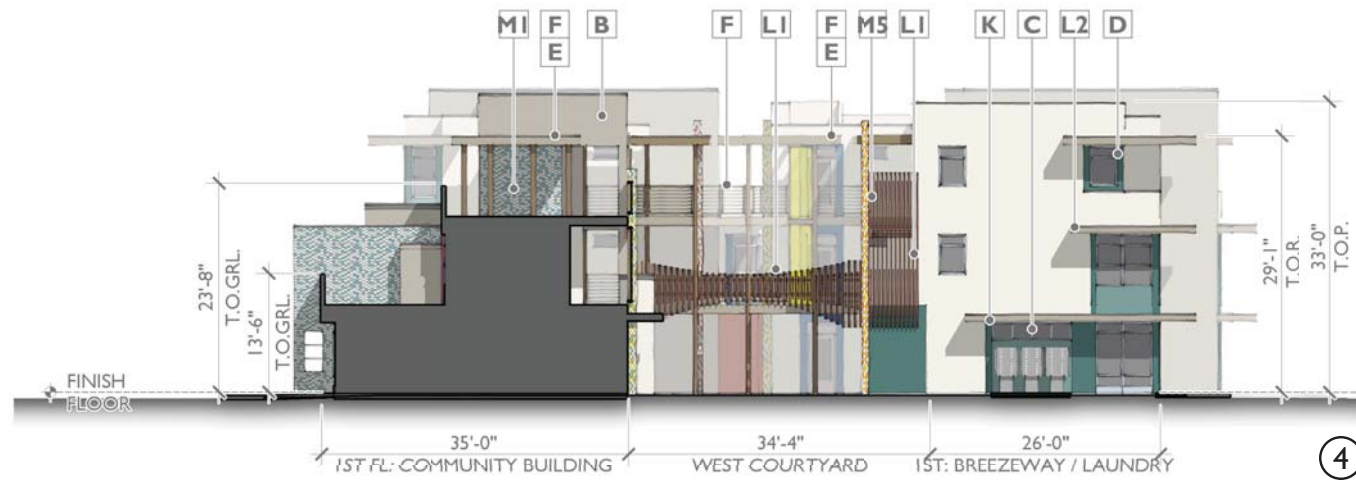 M1 F B F L1 F M5 L1 K C L2 D
E E
23'-8"
T.O.GRL.
13'-6"
T.O.GRL.
29'-1"
T.O.R.
33'-0"
T.O.P.
FINISH
FLOOR
35'-0" 34'-4" 26'-0"
1ST FL: COMMUNITY BUILDING WEST COURTYARD 1ST: BREEZEWAY / LAUNDRY
4